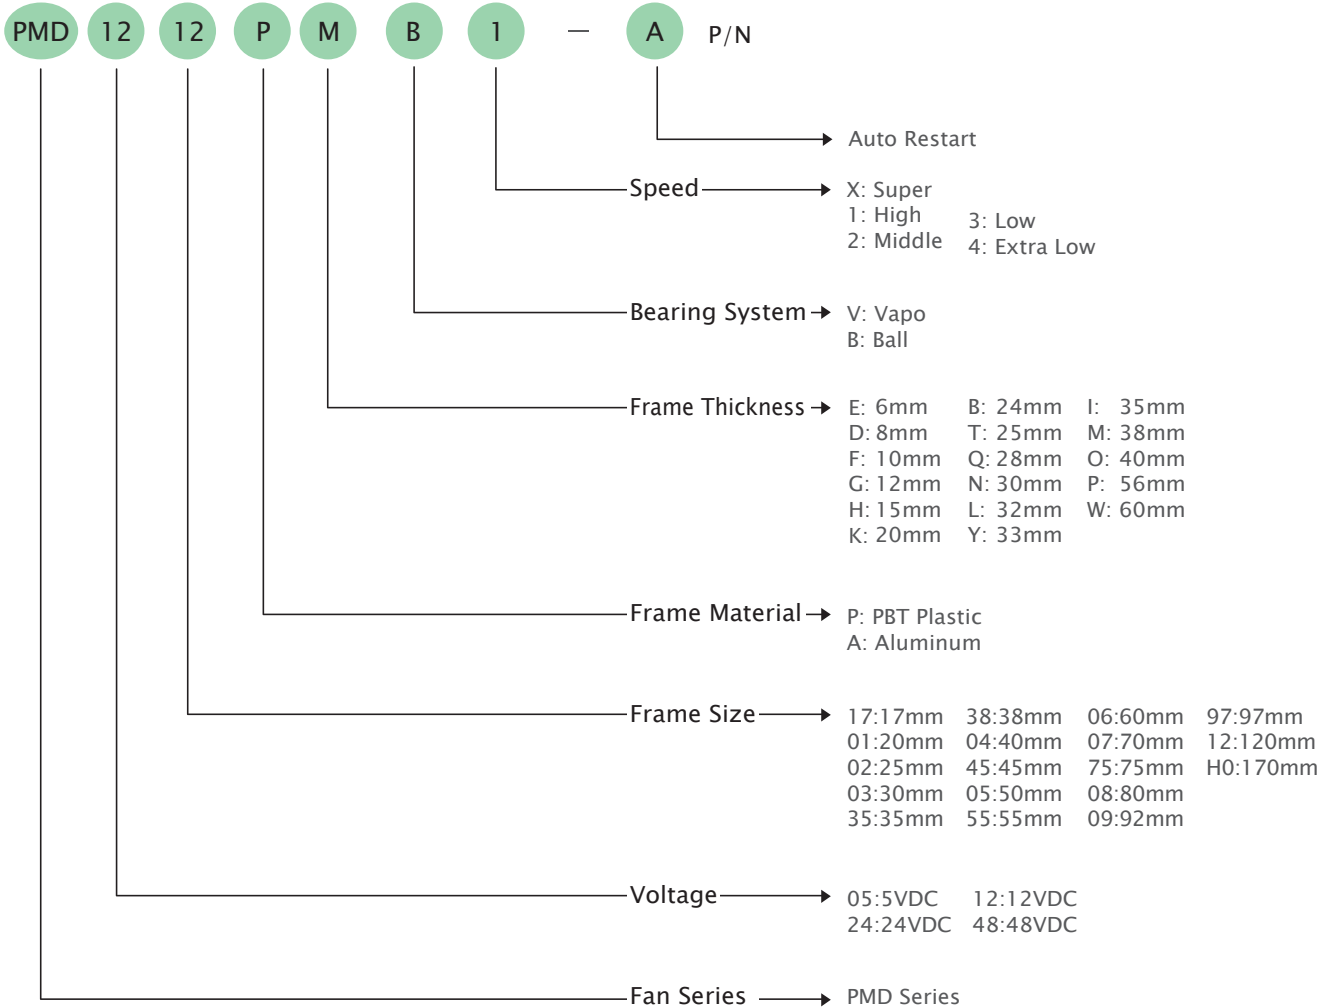 PMD 12 12 P M B 1 – A P/N
Auto Restart
Speed X: Super
1: High 3: Low
2: Middle 4: Extra Low
Bearing System V: Vapo
B: Ball
Frame Thickness E: 6mm B: 24mm I: 35mm
D: 8mm T: 25mm M: 38mm
F: 10mm Q: 28mm O: 40mm
G: 12mm N: 30mm P: 56mm
H: 15mm L: 32mm W: 60mm
K: 20mm Y: 33mm
Frame Material P: PBT Plastic
A: Aluminum
Frame Size 17:17mm 38:38mm 06:60mm 97:97mm
01:20mm 04:40mm 07:70mm 12:120mm
02:25mm 45:45mm 75:75mm H0:170mm
03:30mm 05:50mm 08:80mm
35:35mm 55:55mm 09:92mm
Voltage 05:5VDC 12:12VDC
24:24VDC 48:48VDC
Fan Series PMD Series